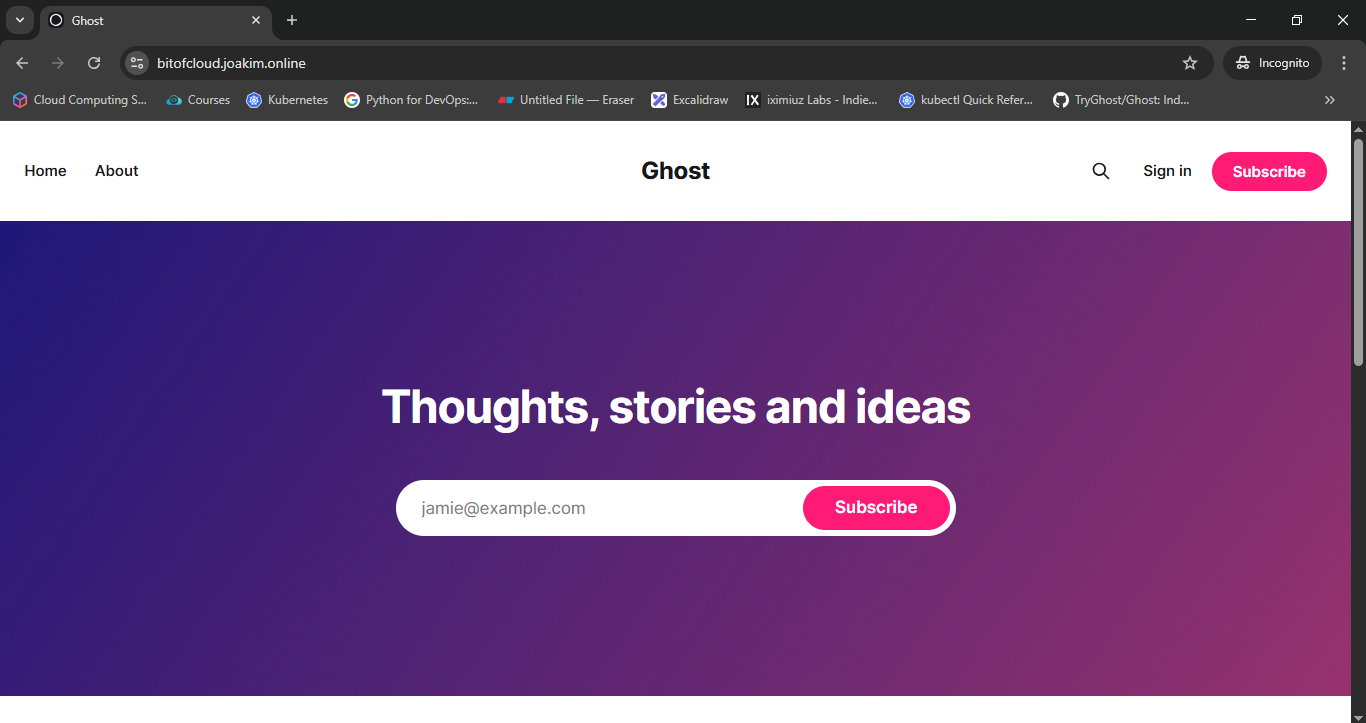 Ghost
bitofcloud.joakim.online
Incognito
Cloud Computing S...
Courses
Kubernetes
Python for DevOps:...
Untitled File — Eraser
Excalidraw
IX
iximiuz Labs - Indie...
kubectl Quick Refer...
TryGhost/Ghost: Ind...
Home
About
Ghost
Sign in
Subscribe
Thoughts, stories and ideas
jamie@example.com
Subscribe